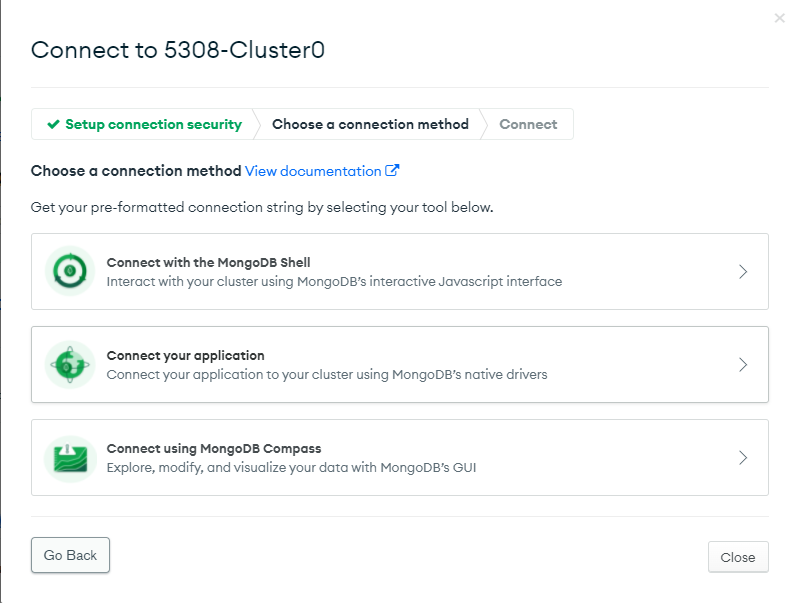 Connect to 5308-Cluster0
Setup connection security
Choose a connection method
Connect
Choose a connection method View documentation
Get your pre-formatted connection string by selecting your tool below.
Connect with the MongoDB Shell
Interact with your cluster using MongoDB's interactive Javascript interface
Connect your application
Connect your application to your cluster using MongoDB's native drivers
Connect using MongoDB Compass
Explore, modify, and visualize your data with MongoDB's GUI
Go Back
Close